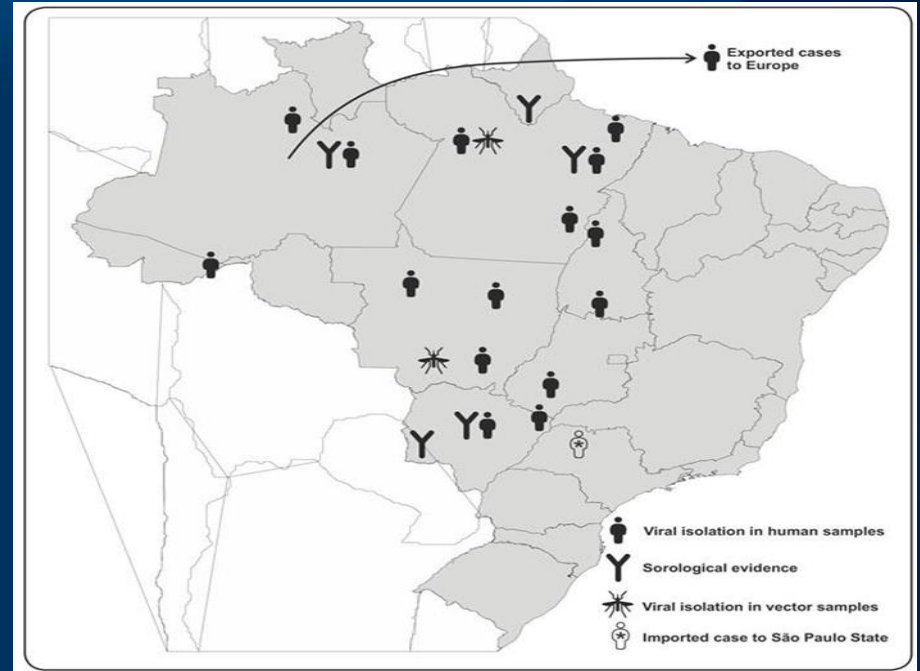 Exported cases
to Europe
Viral isolation in human samples
Sorological evidence
Viral isolation in vector samples
Imported case to São Paulo State